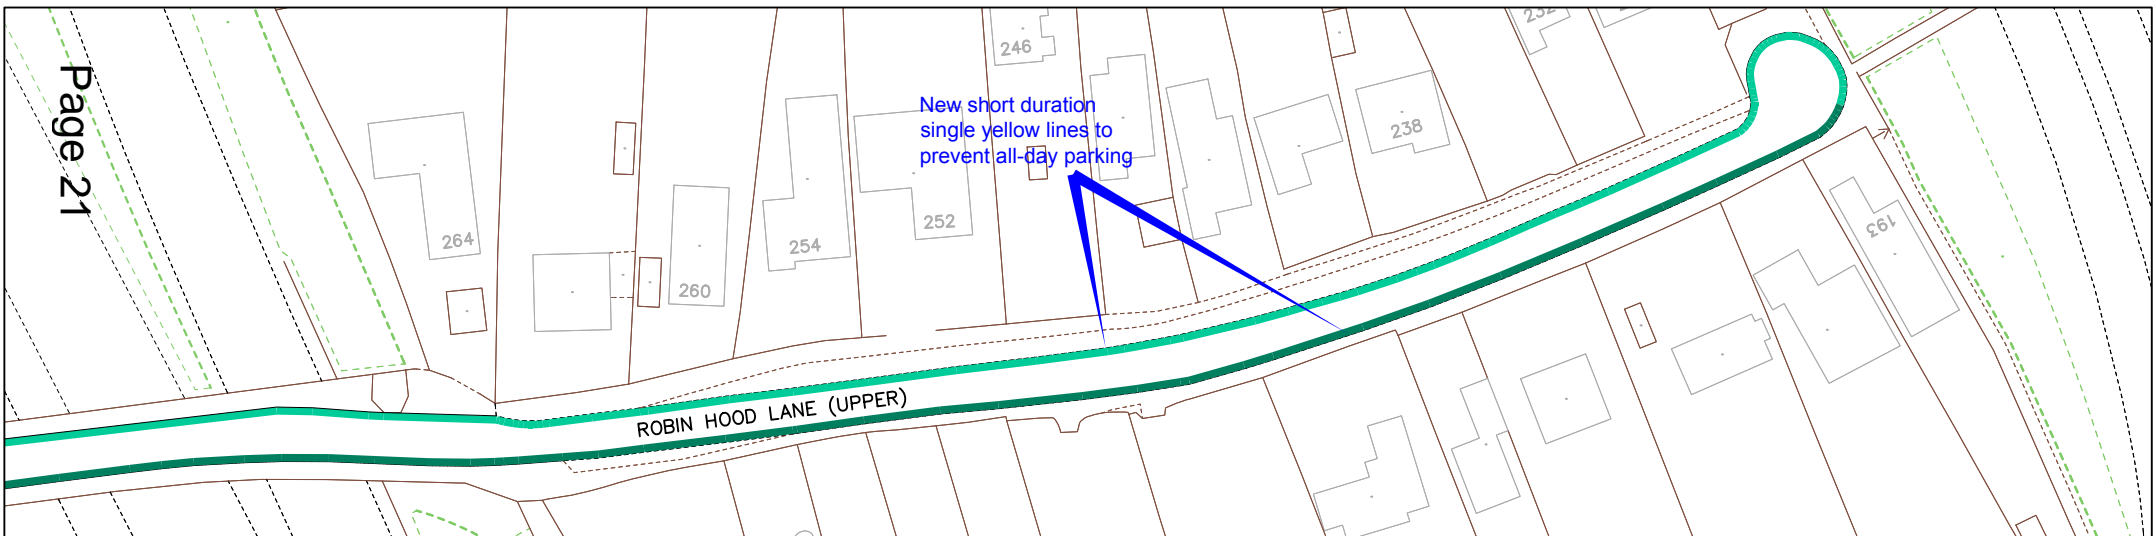 Page 21
232
246
New short duration
single yellow lines to
prevent all-day parking
238
264
252
254
260
193
ROBIN HOOD LANE (UPPER)